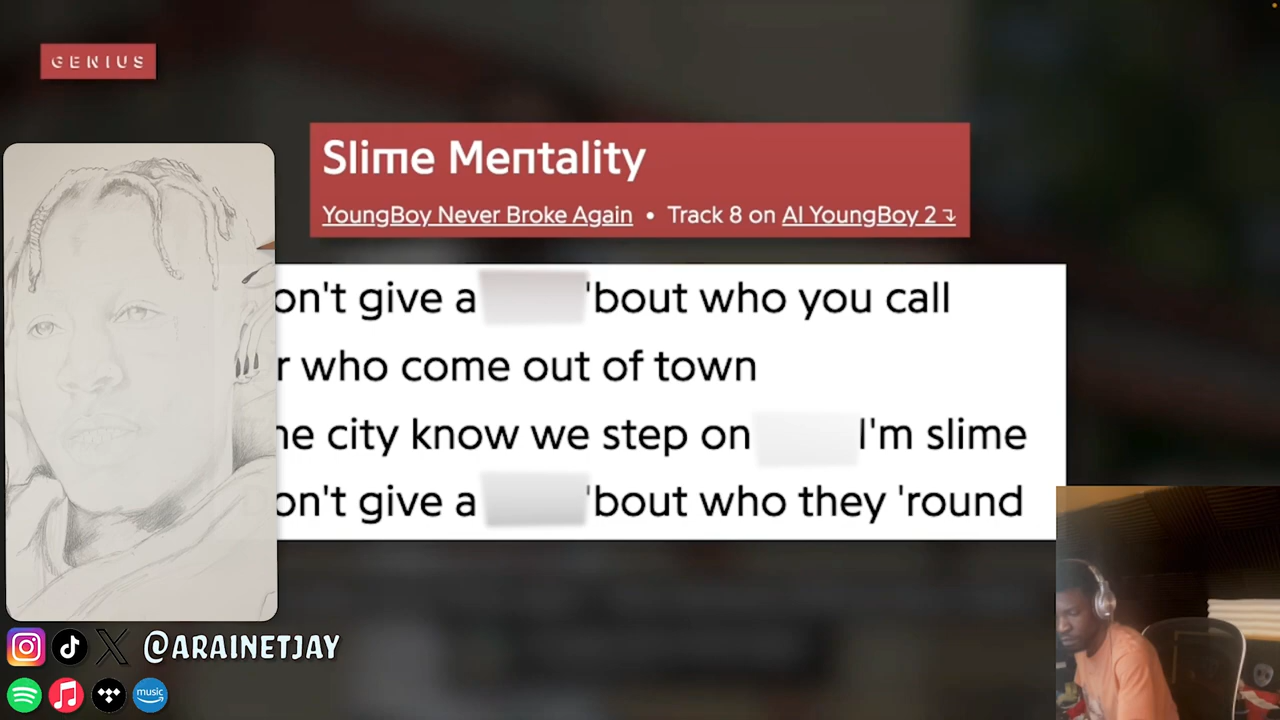 GENIUS
Slime Mentality
YoungBoy Never Broke Again • Track 8 on AI YoungBoy 2 ↴
on't give a 'bout who you call
r who come out of town
he city know we step on I'm slime
on't give a 'bout who they 'round
@ARAINETJAY
music